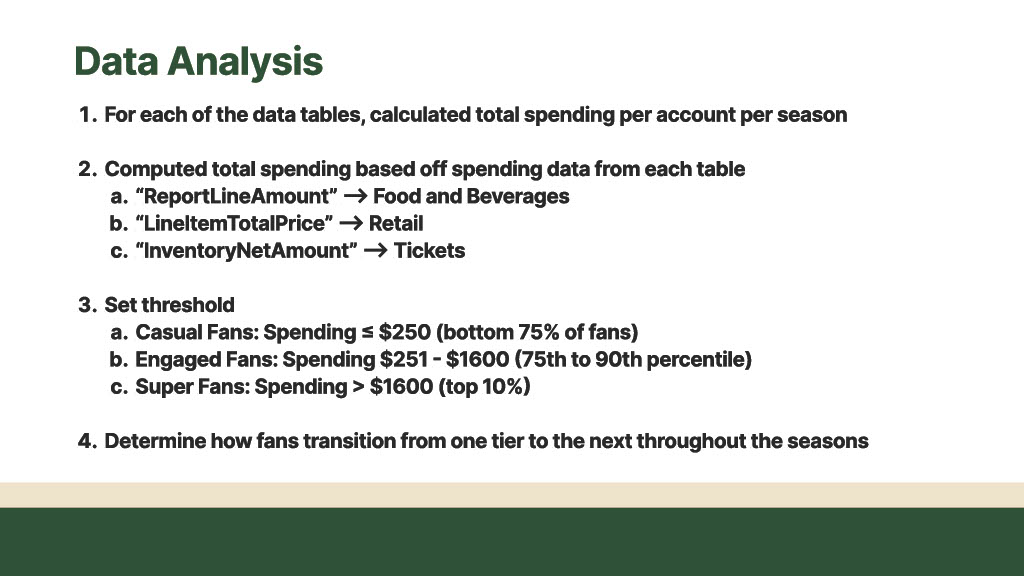 Data Analysis
1. For each of the data tables, calculated total spending per account per season
2. Computed total spending based off spending data from each table
a. “ReportLineAmount” → Food and Beverages
b. “LineItemTotalPrice” → Retail
c. “InventoryNetAmount” → Tickets
3. Set threshold
a. Casual Fans: Spending ≤ $250 (bottom 75% of fans)
b. Engaged Fans: Spending $251 - $1600 (75th to 90th percentile)
c. Super Fans: Spending > $1600 (top 10%)
4. Determine how fans transition from one tier to the next throughout the seasons